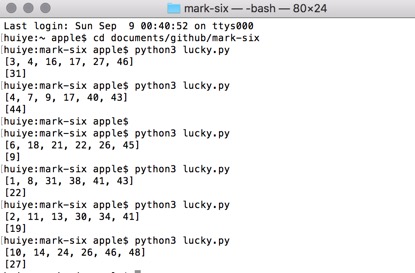 mark-six — -bash — 80×24
Last login: Sun Sep  9 00:40:52 on ttys000
[huiye:~ apple$ cd documents/github/mark-six
[huiye:mark-six apple$ python3 lucky.py
[3, 4, 16, 17, 27, 46]
[31]
[huiye:mark-six apple$ python3 lucky.py
[4, 7, 9, 17, 40, 43]
[44]
[huiye:mark-six apple$
[huiye:mark-six apple$ python3 lucky.py
[6, 18, 21, 22, 26, 45]
[9]
[huiye:mark-six apple$ python3 lucky.py
[1, 8, 31, 38, 41, 43]
[22]
[huiye:mark-six apple$ python3 lucky.py
[2, 11, 13, 30, 34, 41]
[19]
[huiye:mark-six apple$ python3 lucky.py
[10, 14, 24, 26, 46, 48]
[27]